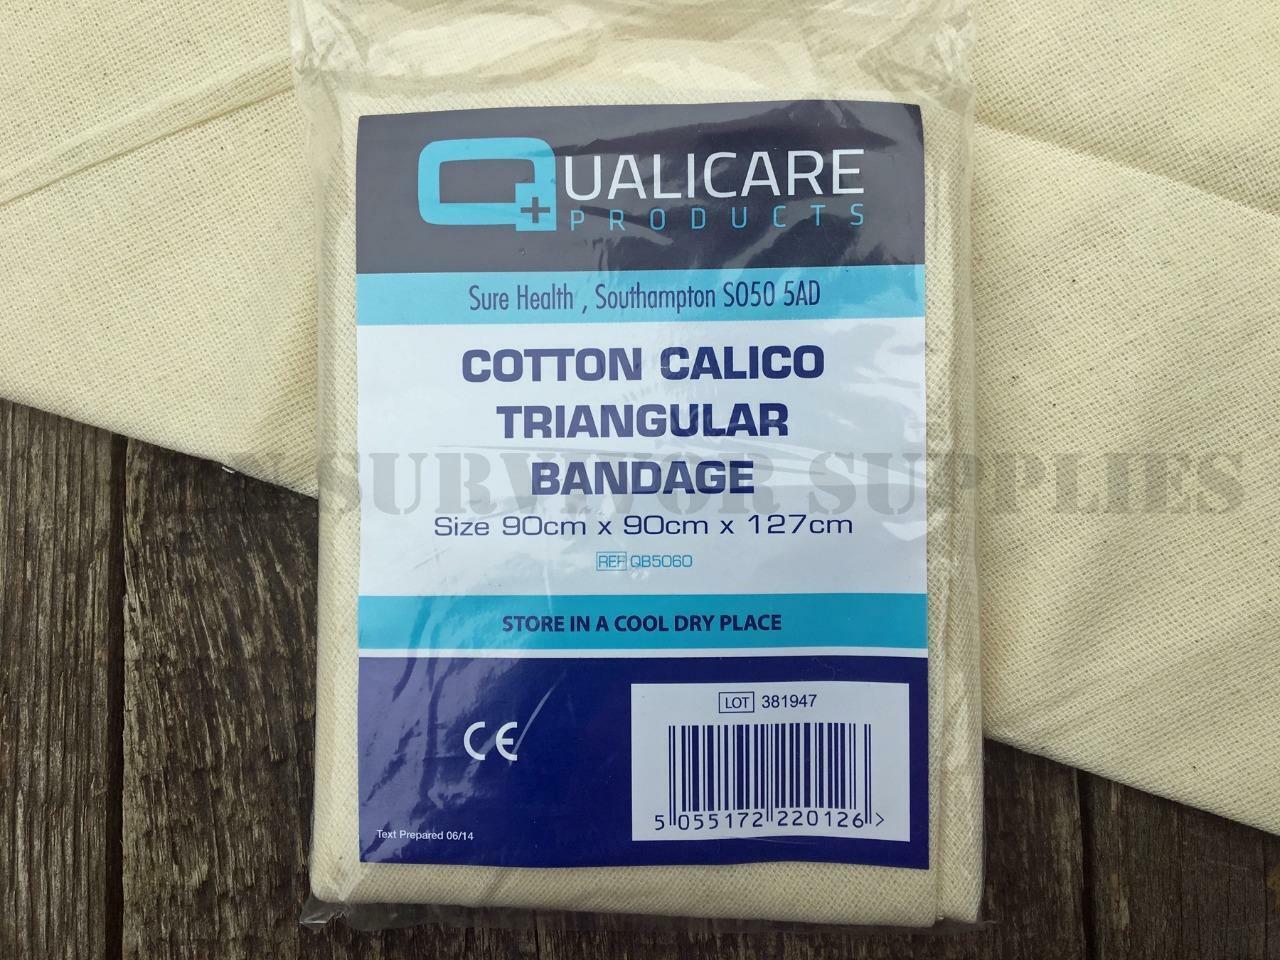 QUALICARE
PRODUCTS
Sure Health , Southampton SO50 5AD
COTTON CALICO
TRIANGULAR
BANDAGE
SURVIVOR SUPPLIES
Size 90cm x 90cm x 127cm
REF QB5060
STORE IN A COOL DRY PLACE
LOT 381947
CE
5 055172 220126 >
Text Prepared 06/14